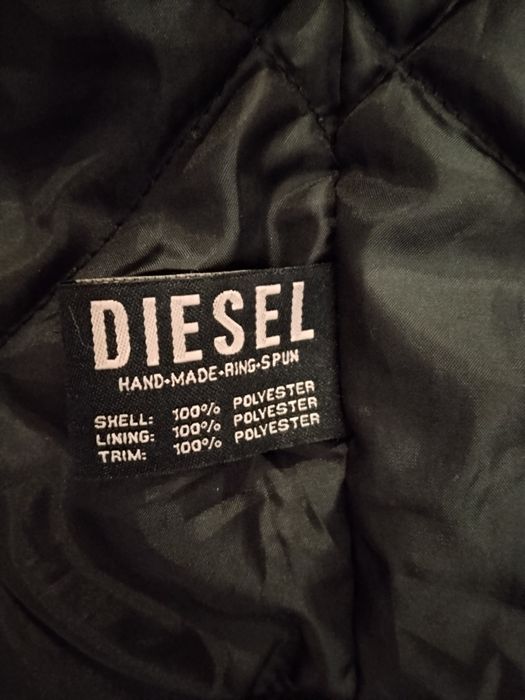 DIESEL
HAND•MADE•RING•SPUN
SHELL: 100% POLYESTER
LINING: 100% POLYESTER
TRIM: 100% POLYESTER